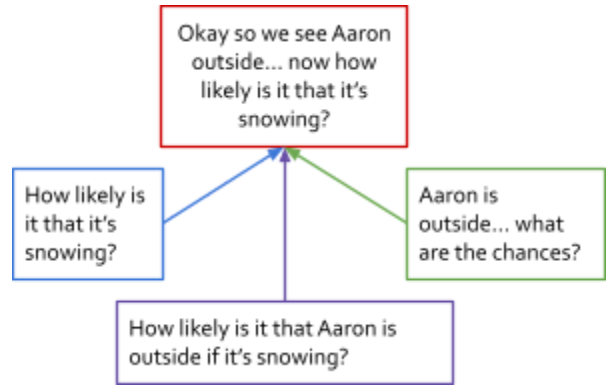 Okay so we see Aaron
outside... now how
likely is it that it's
snowing?
How likely is
it that it's
snowing?
Aaron is
outside... what
are the chances?
How likely is it that Aaron is
outside if it's snowing?